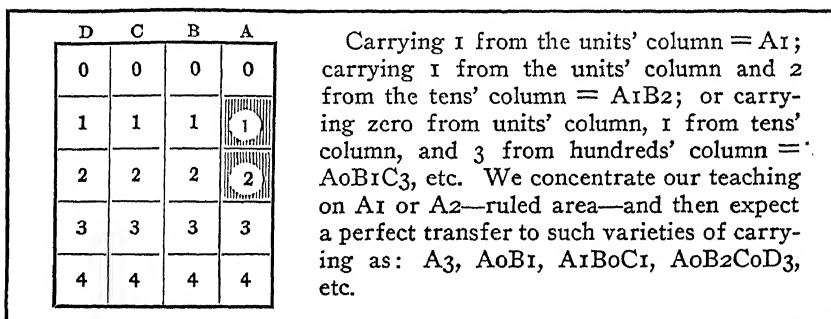 D C B A
0 0 0 0
1 1 1 1
2 2 2 2
3 3 3 3
4 4 4 4
Carrying 1 from the units' column = A1;
carrying 1 from the units' column and 2
from the tens' column = A1B2; or carry-
ing zero from units' column, 1 from tens'
column, and 3 from hundreds' column =
A0B1C3, etc. We concentrate our teaching
on A1 or A2—ruled area—and then expect
a perfect transfer to such varieties of carry-
ing as: A3, A0B1, A1B0C1, A0B2C0D3,
etc.